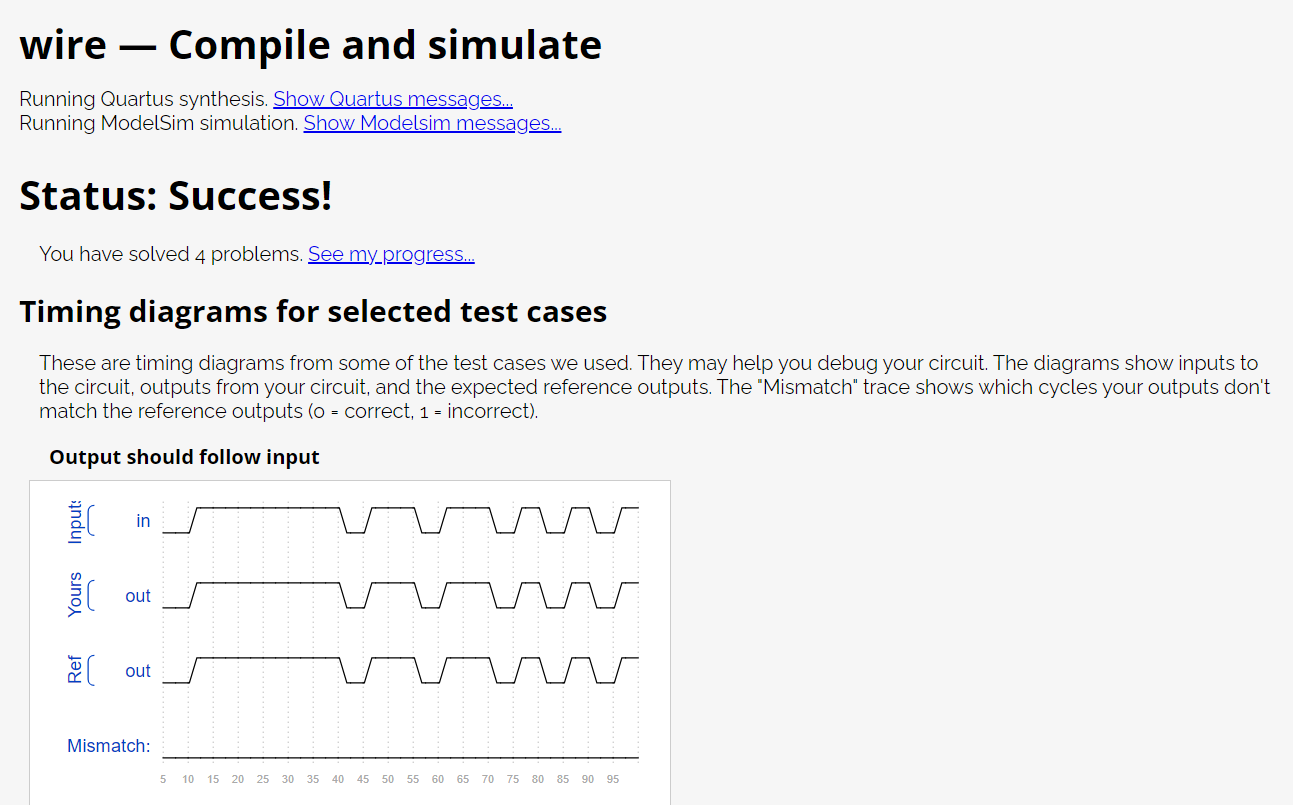 wire — Compile and simulate
Running Quartus synthesis. Show Quartus messages...
Running ModelSim simulation. Show Modelsim messages...
Status: Success!
You have solved 4 problems. See my progress...
Timing diagrams for selected test cases
These are timing diagrams from some of the test cases we used. They may help you debug your circuit. The diagrams show inputs to
the circuit, outputs from your circuit, and the expected reference outputs. The "Mismatch" trace shows which cycles your outputs don't
match the reference outputs (0 = correct, 1 = incorrect).
Output should follow input
Inputs in
Yours out
Ref out
Mismatch:
5 10 15 20 25 30 35 40 45 50 55 60 65 70 75 80 85 90 95